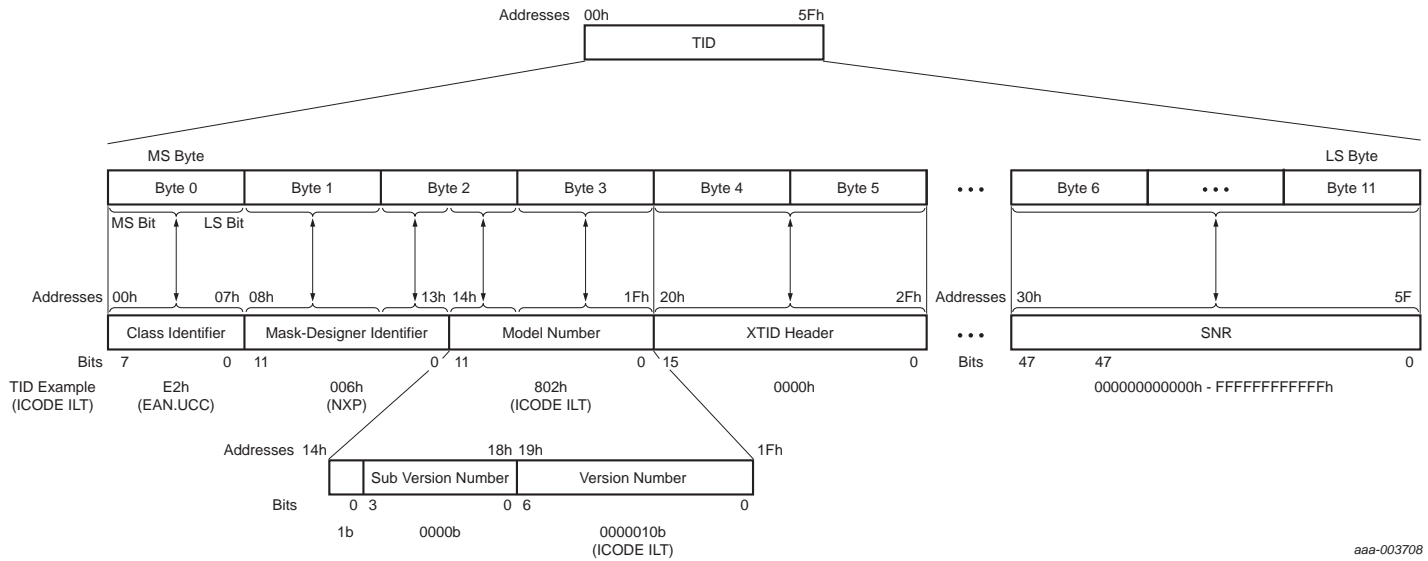 Addresses 00h 5Fh
TID
MS Byte LS Byte
Byte 0 Byte 1 Byte 2 Byte 3 Byte 4 Byte 5 • • • Byte 6 • • • Byte 11
MS Bit LS Bit
Addresses 00h 07h 08h 13h 14h 1Fh 20h 2Fh Addresses 30h 5F
Class Identifier Mask-Designer Identifier Model Number XTID Header • • • SNR
Bits 7 0 11 0 11 0 15 0 Bits 47 47 0
TID Example E2h 006h 802h 0000h 000000000000h - FFFFFFFFFFFFh
(ICODE ILT) (EAN.UCC) (NXP) (ICODE ILT)
Addresses 14h 18h 19h 1Fh
Sub Version Number Version Number
Bits 0 3 0 6 0
1b 0000b 0000010b
(ICODE ILT)
aaa-003708